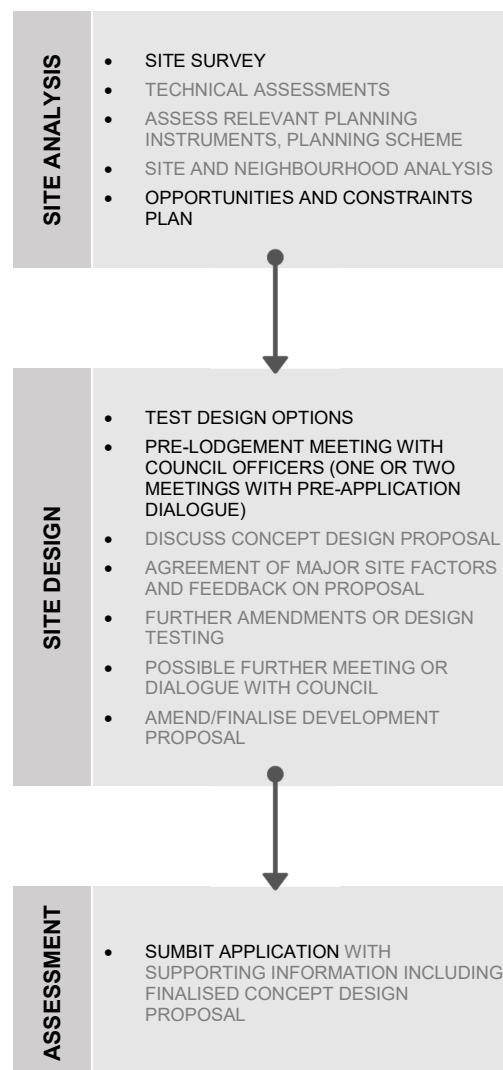 SITE ANALYSIS
• SITE SURVEY
• TECHNICAL ASSESSMENTS
• ASSESS RELEVANT PLANNING
INSTRUMENTS, PLANNING SCHEME
• SITE AND NEIGHBOURHOOD ANALYSIS
• OPPORTUNITIES AND CONSTRAINTS
PLAN
SITE DESIGN
• TEST DESIGN OPTIONS
• PRE-LODGEMENT MEETING WITH
COUNCIL OFFICERS (ONE OR TWO
MEETINGS WITH PRE-APPLICATION
DIALOGUE)
• DISCUSS CONCEPT DESIGN PROPOSAL
• AGREEMENT OF MAJOR SITE FACTORS
AND FEEDBACK ON PROPOSAL
• FURTHER AMENDMENTS OR DESIGN
TESTING
• POSSIBLE FURTHER MEETING OR
DIALOGUE WITH COUNCIL
• AMEND/FINALISE DEVELOPMENT
PROPOSAL
ASSESSMENT
• SUMBIT APPLICATION WITH
SUPPORTING INFORMATION INCLUDING
FINALISED CONCEPT DESIGN
PROPOSAL